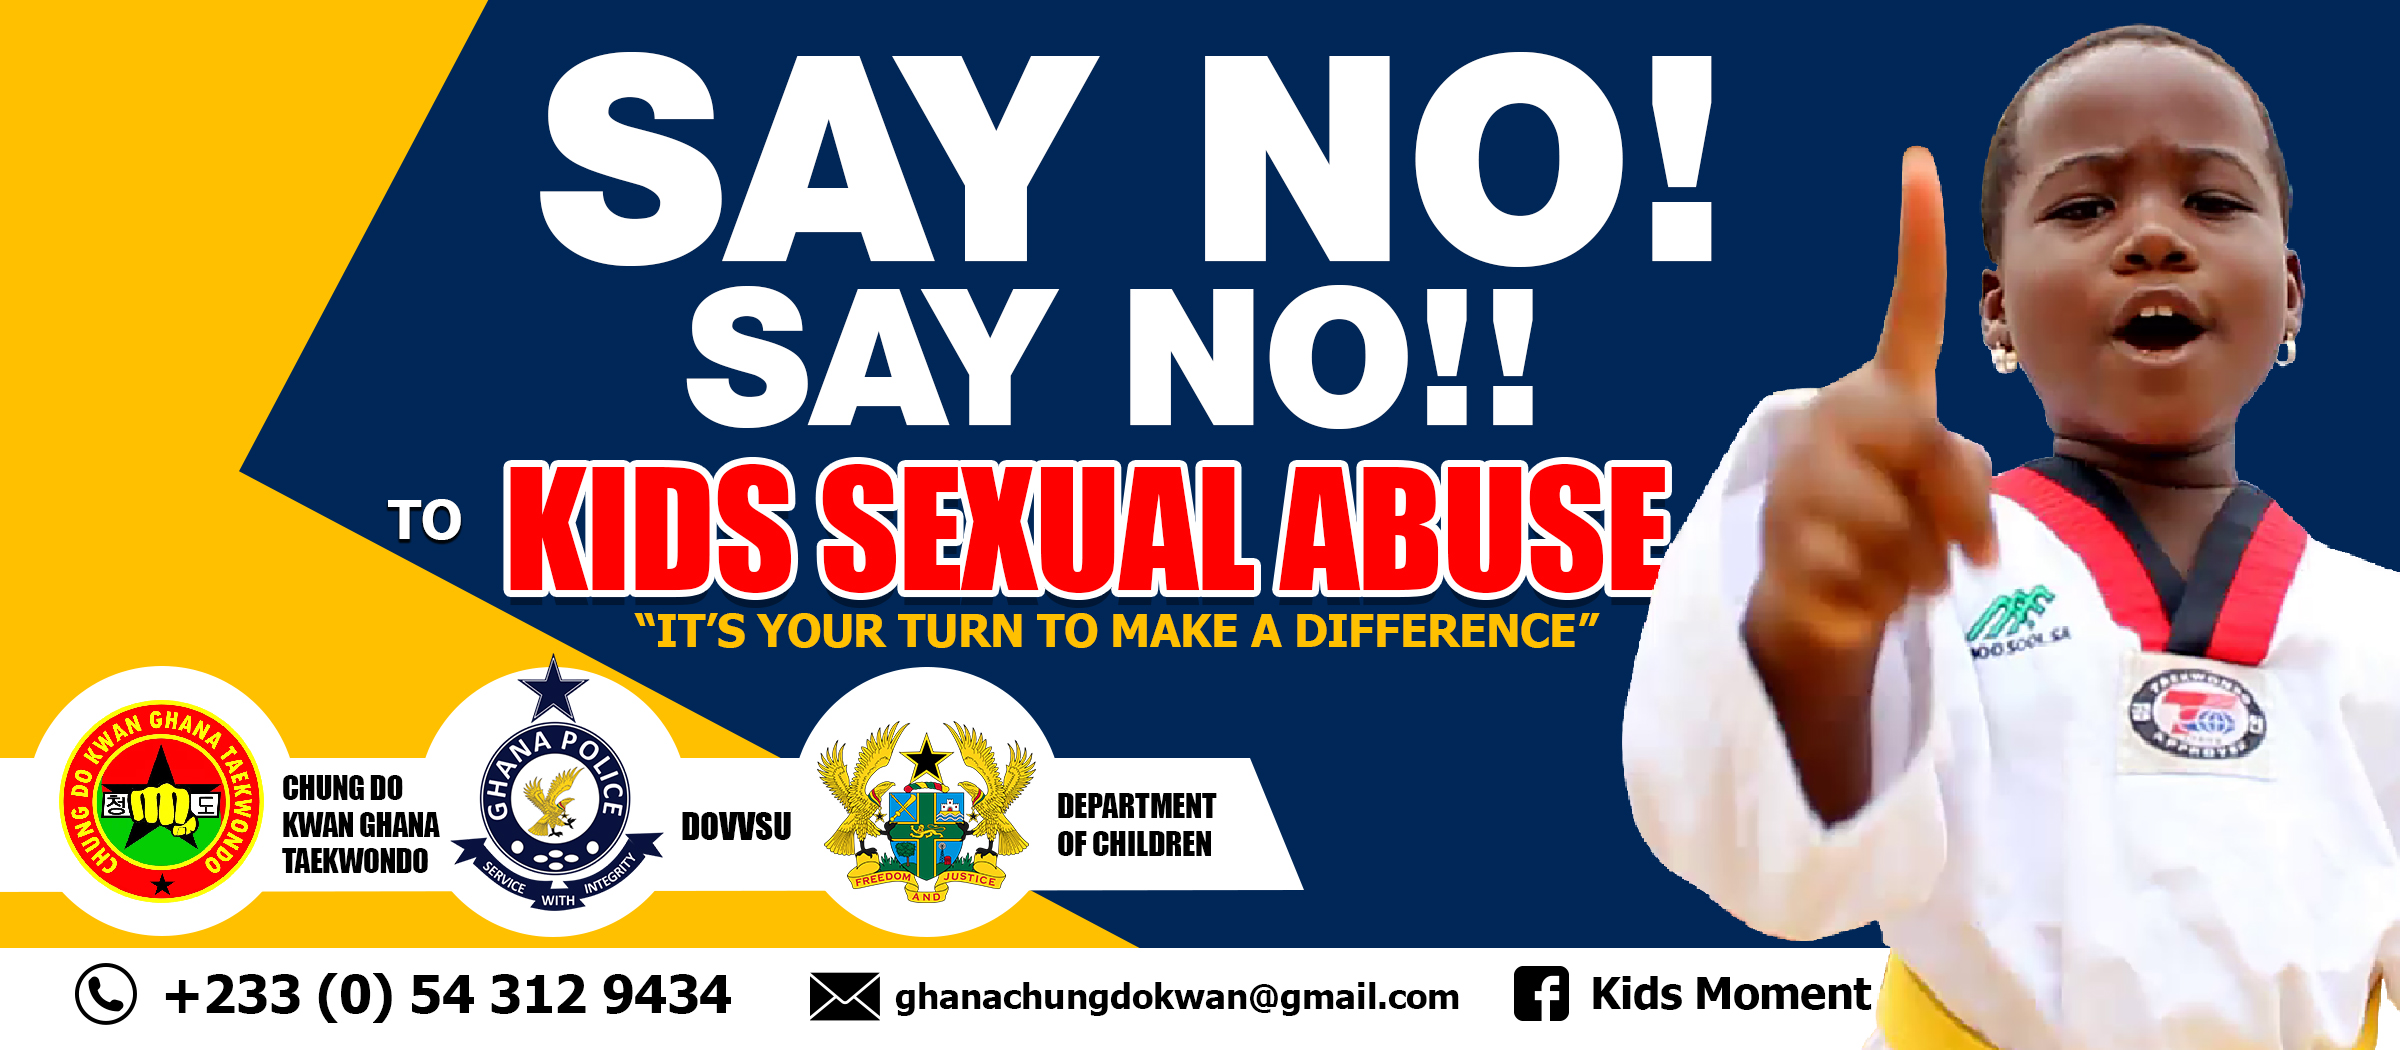 SAY NO!
SAY NO!!
TO KIDS SEXUAL ABUSE
“IT’S YOUR TURN TO MAKE A DIFFERENCE”
CHUNG DO KWAN GHANA TAEKWONDO
청 도
CHUNG DO
KWAN GHANA
TAEKWONDO
GHANA POLICE
SERVICE WITH INTEGRITY
DOVVSU
FREEDOM AND JUSTICE
DEPARTMENT
OF CHILDREN
TAEKWONDO
APPROVED
+233 (0) 54 312 9434
ghanachungdokwan@gmail.com
Kids Moment